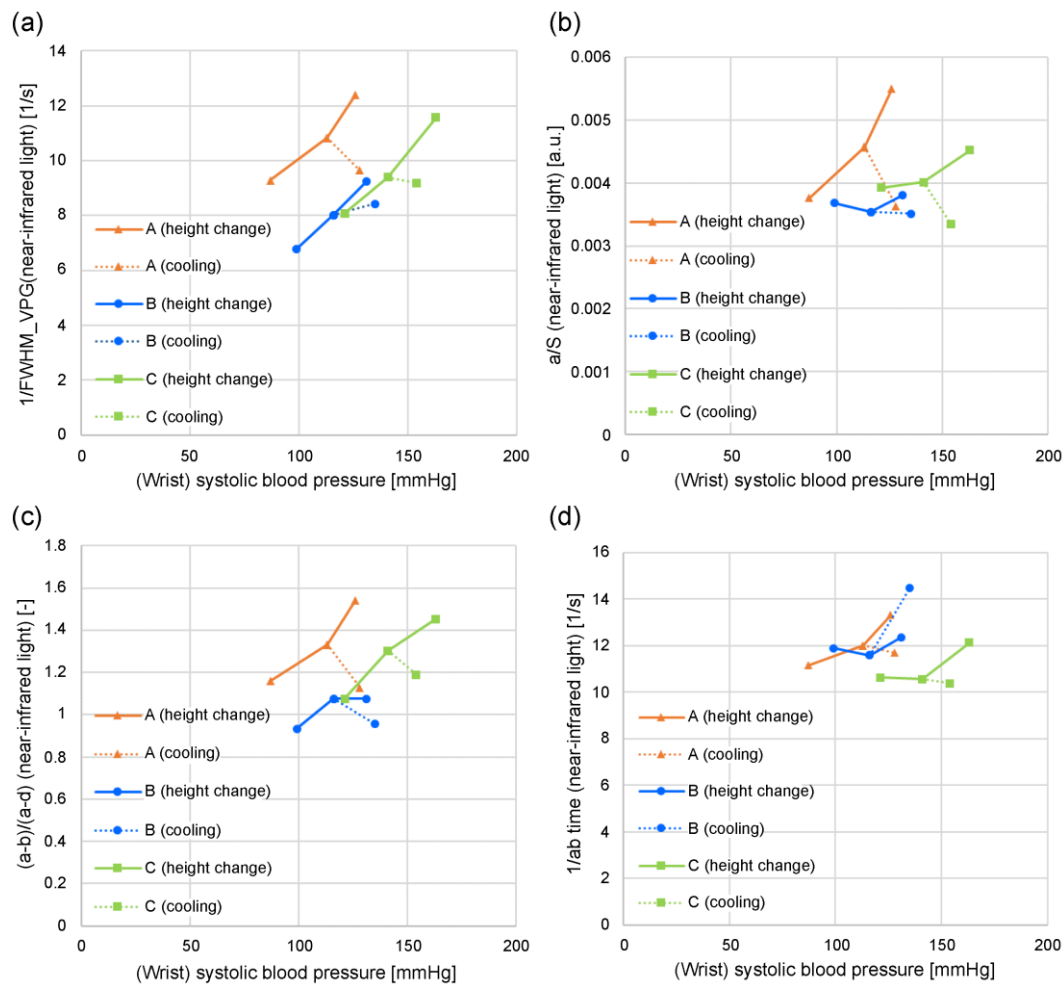 (a)
1/FWHM_VPG(near-infrared light) [1/s]
14
12
10
8
6
4
2
0
A (height change)
A (cooling)
B (height change)
B (cooling)
C (height change)
C (cooling)
0 50 100 150 200
(Wrist) systolic blood pressure [mmHg]
(b)
a/S (near-infrared light) [a.u.]
0.006
0.005
0.004
0.003
0.002
0.001
0
A (height change)
A (cooling)
B (height change)
B (cooling)
C (height change)
C (cooling)
0 50 100 150 200
(Wrist) systolic blood pressure [mmHg]
(c)
(a-b)/(a-d) (near-infrared light) [-]
1.8
1.6
1.4
1.2
1
0.8
0.6
0.4
0.2
0
A (height change)
A (cooling)
B (height change)
B (cooling)
C (height change)
C (cooling)
0 50 100 150 200
(Wrist) systolic blood pressure [mmHg]
(d)
1/ab time (near-infrared light) [1/s]
16
14
12
10
8
6
4
2
0
A (height change)
A (cooling)
B (height change)
B (cooling)
C (height change)
C (cooling)
0 50 100 150 200
(Wrist) systolic blood pressure [mmHg]